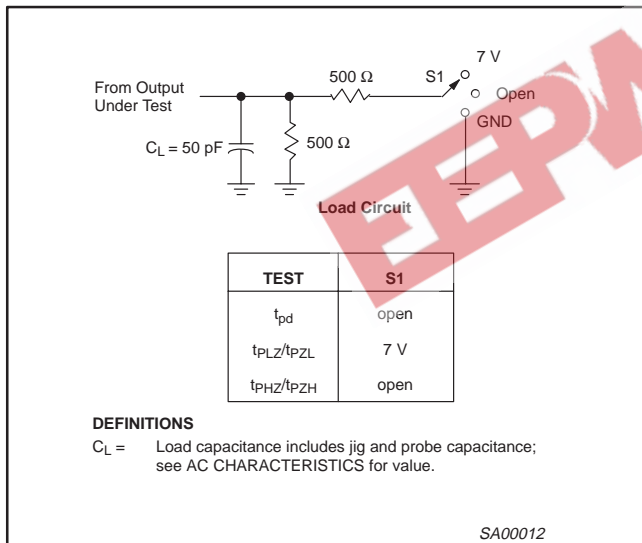 7 V
500 Ω
S1
From Output
Under Test
Open
GND
C_L = 50 pF
500 Ω
Load Circuit
TEST S1
t_pd open
t_PLZ/t_PZL 7 V
t_PHZ/t_PZH open
DEFINITIONS
C_L = Load capacitance includes jig and probe capacitance;
see AC CHARACTERISTICS for value.
SA00012
EEPW